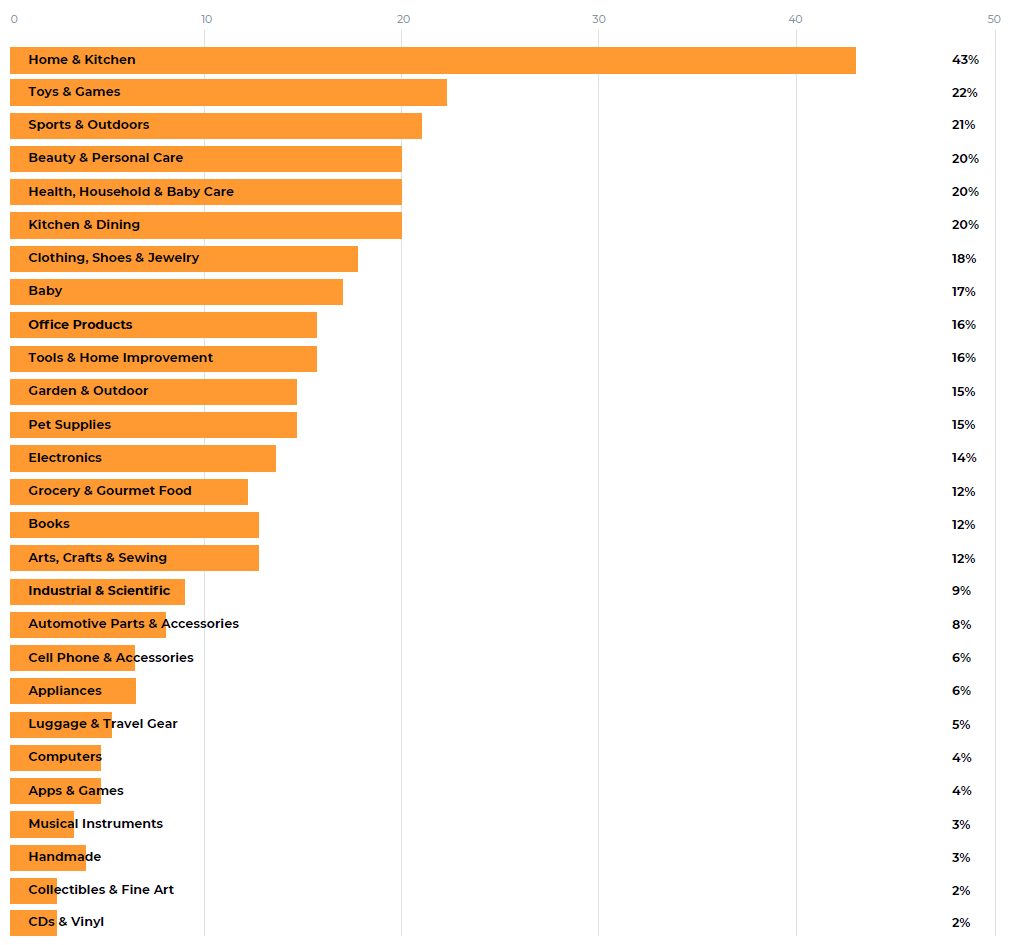 0 10 20 30 40 50
Home & Kitchen 43%
Toys & Games 22%
Sports & Outdoors 21%
Beauty & Personal Care 20%
Health, Household & Baby Care 20%
Kitchen & Dining 20%
Clothing, Shoes & Jewelry 18%
Baby 17%
Office Products 16%
Tools & Home Improvement 16%
Garden & Outdoor 15%
Pet Supplies 15%
Electronics 14%
Grocery & Gourmet Food 12%
Books 12%
Arts, Crafts & Sewing 12%
Industrial & Scientific 9%
Automotive Parts & Accessories 8%
Cell Phone & Accessories 6%
Appliances 6%
Luggage & Travel Gear 5%
Computers 4%
Apps & Games 4%
Musical Instruments 3%
Handmade 3%
Collectibles & Fine Art 2%
CDs & Vinyl 2%